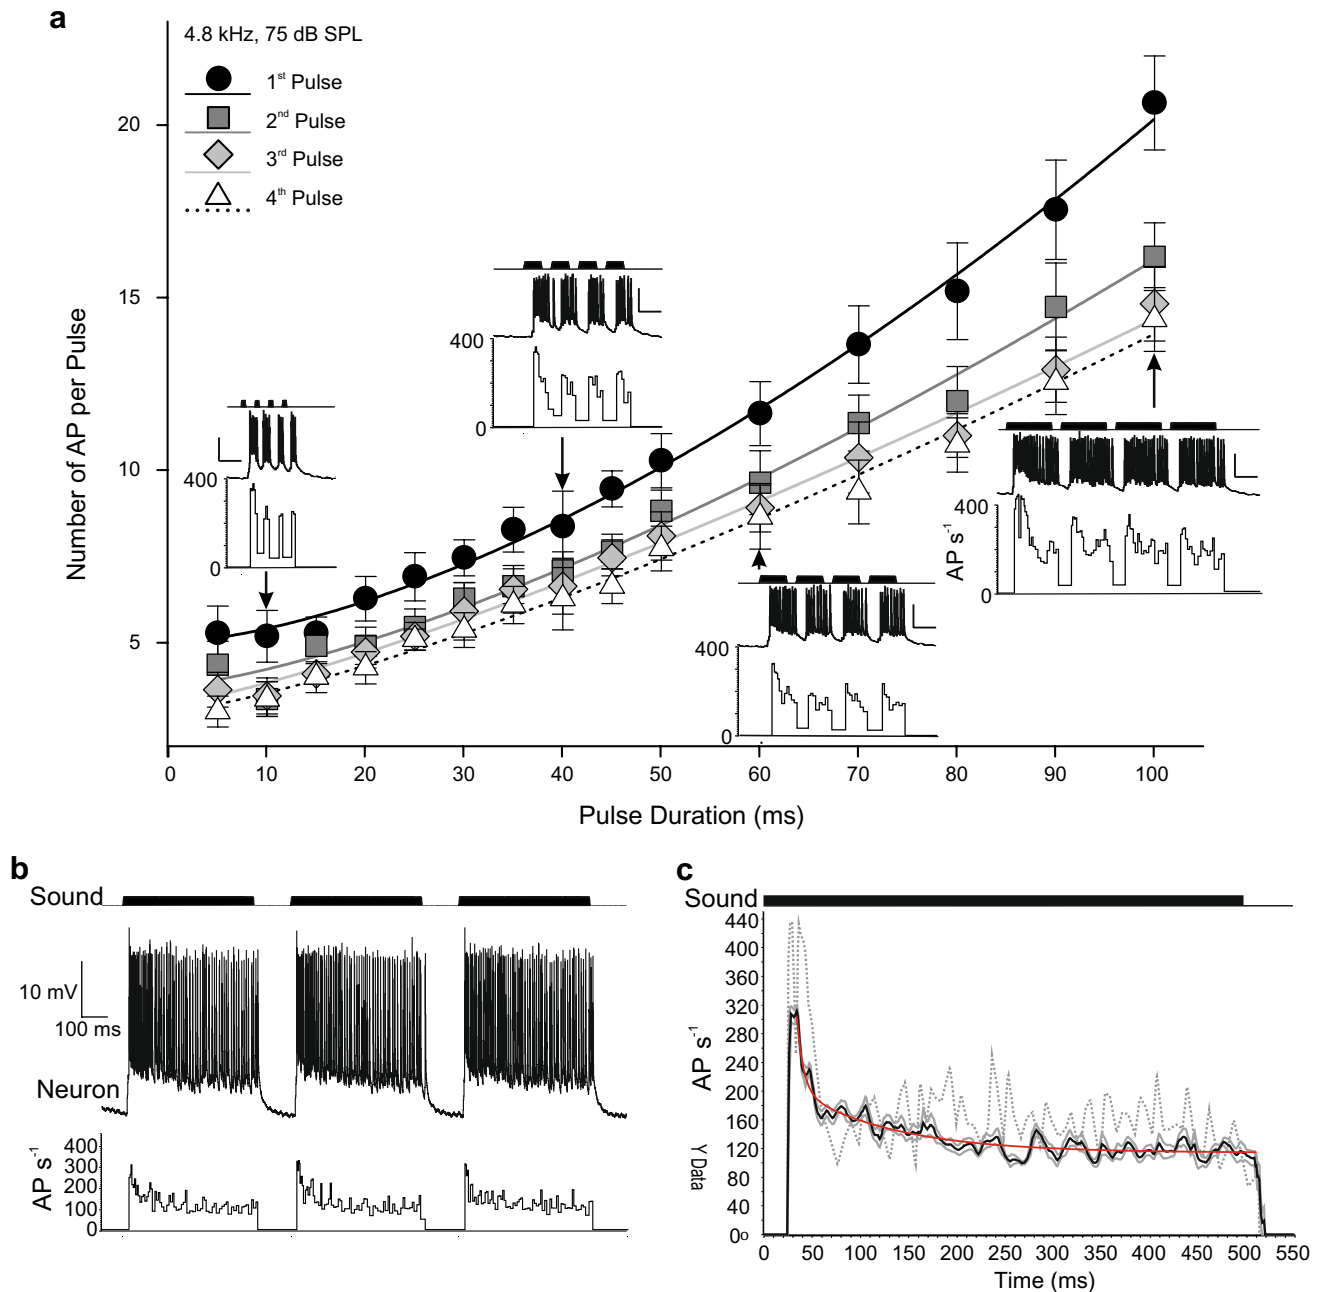 a
4.8 kHz, 75 dB SPL
1st Pulse
2nd Pulse
3rd Pulse
4th Pulse
Number of AP per Pulse
20
15
10
5
400
0
400
0
400
0
400
0
AP s-1
0 10 20 30 40 50 60 70 80 90 100
Pulse Duration (ms)
b
Sound
10 mV
100 ms
Neuron
AP s-1
400
300
200
100
0
c
Sound
AP s-1
Y Data
440
400
360
320
280
240
200
160
120
80
40
0
0
0 50 100 150 200 250 300 350 400 450 500 550
Time (ms)